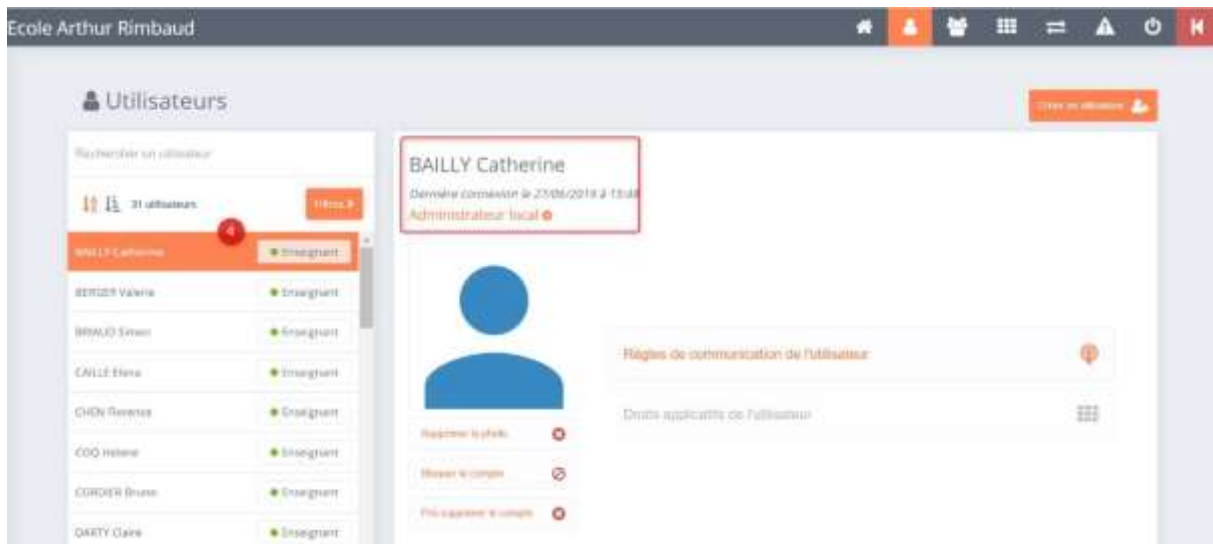 Ecole Arthur Rimbaud
Utilisateurs
Créer un utilisateur
Rechercher un utilisateur
31 utilisateurs
Filtres
4
BAILLY Catherine
Enseignant
BERGER Valerie
Enseignant
BRIAUD Simon
Enseignant
CAILLE Elena
Enseignant
CHEN Florence
Enseignant
COQ Helene
Enseignant
CORDIER Bruno
Enseignant
DARTY Claire
Enseignant
BAILLY Catherine
Dernière connexion le 27/06/2019 à 15:48
Administrateur local
Supprimer la photo
Bloquer le compte
Pré-supprimer le compte
Règles de communication de l'utilisateur
Droits applicatifs de l'utilisateur